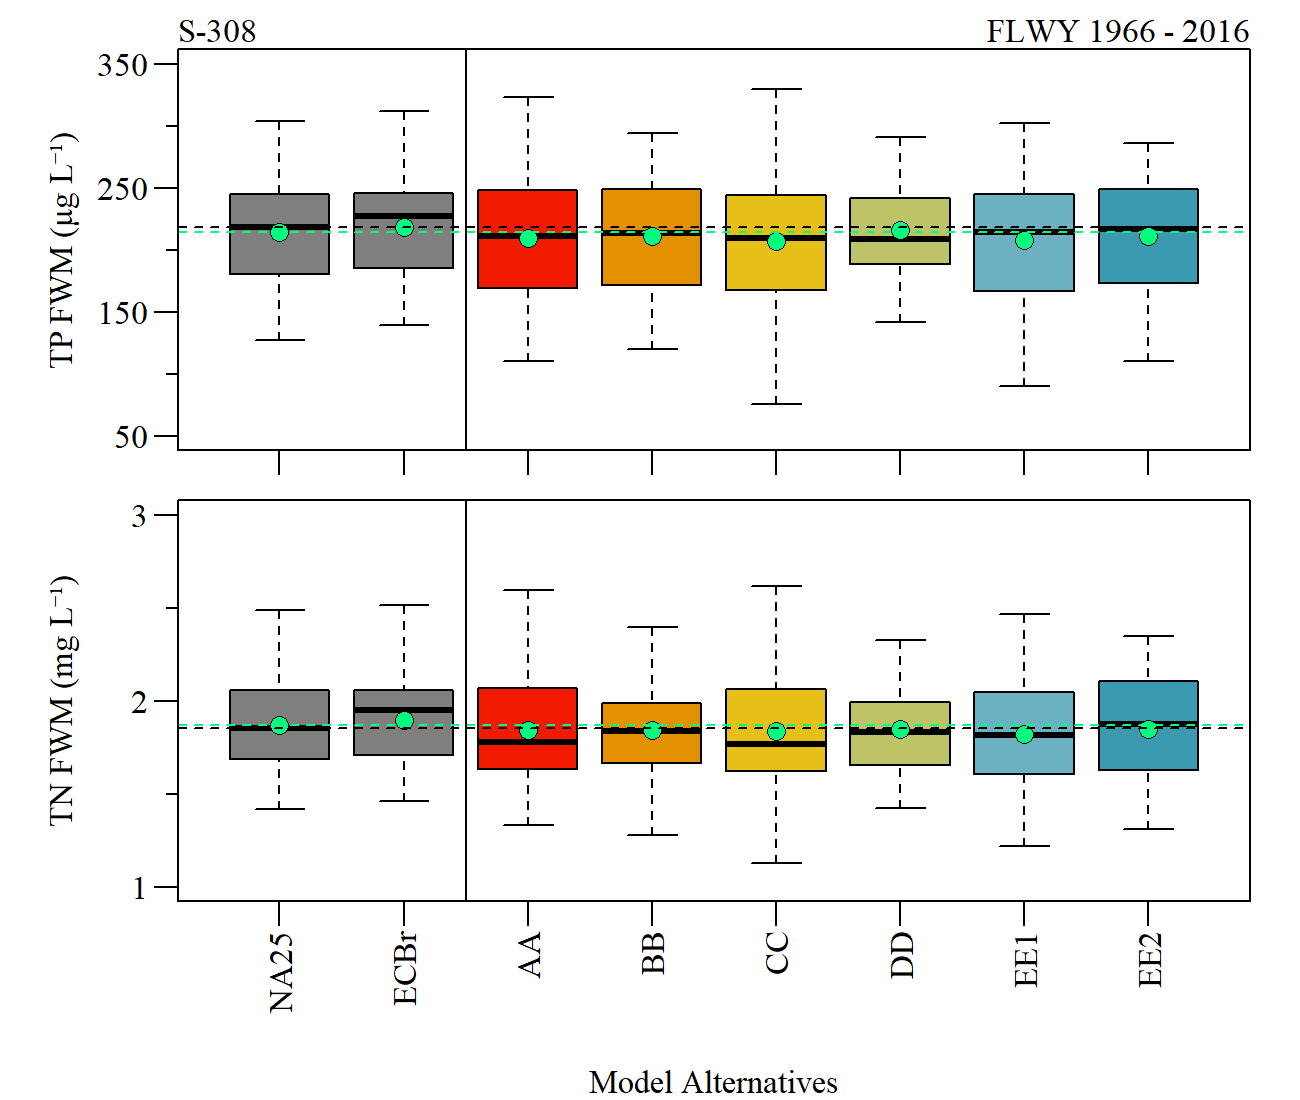 S-308 FLWY 1966 - 2016
TP FWM (μg L⁻¹)
350
250
150
50
TN FWM (mg L⁻¹)
3
2
1
NA25 ECBr AA BB CC DD EE1 EE2
Model Alternatives